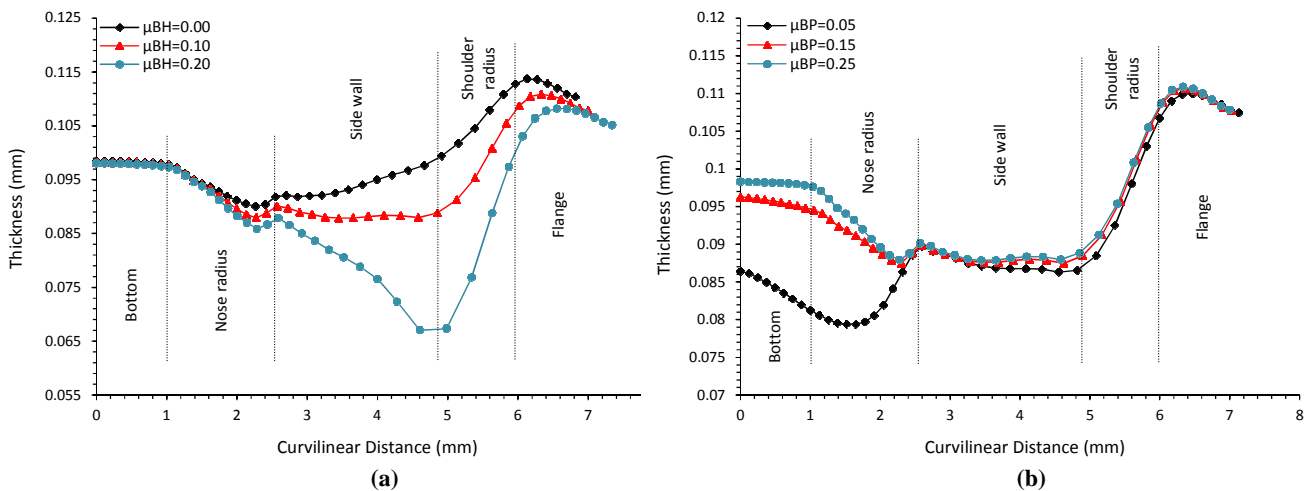 0.125
0.115
0.105
0.095
0.085
0.075
0.065
0.055
Thickness (mm)
µBH=0.00
µBH=0.10
µBH=0.20
Bottom
Nose radius
Side wall
Shoulder
radius
Flange
0 1 2 3 4 5 6 7
Curvilinear Distance (mm)
(a)
0.12
0.115
0.11
0.105
0.1
0.095
0.09
0.085
0.08
0.075
0.07
Thickness (mm)
µBP=0.05
µBP=0.15
µBP=0.25
Bottom
Nose radius
Side wall
Shoulder
radius
Flange
0 1 2 3 4 5 6 7 8
Curvilinear Distance (mm)
(b)